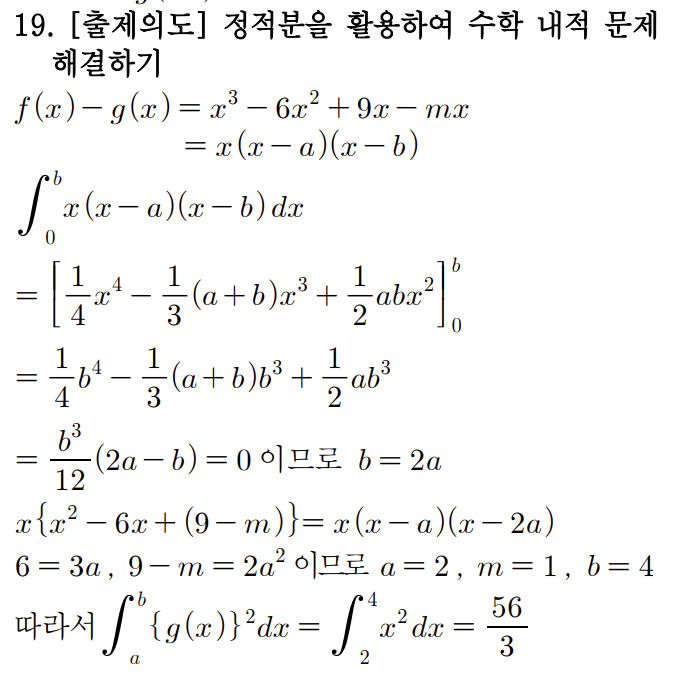 19. [출제의도] 정적분을 활용하여 수학 내적 문제
해결하기
f(x)−g(x)=x³−6x²+9x−mx
=x(x−a)(x−b)
∫₀ᵇ x(x−a)(x−b)dx
=[1/4 x⁴ − 1/3 (a+b)x³ + 1/2 abx²]₀ᵇ
=1/4 b⁴ − 1/3 (a+b)b³ + 1/2 ab³
=b³/12 (2a−b)=0 이므로 b=2a
x{x²−6x+(9−m)}=x(x−a)(x−2a)
6=3a, 9−m=2a² 이므로 a=2, m=1, b=4
따라서 ∫ₐᵇ {g(x)}²dx=∫₂⁴ x²dx=56/3